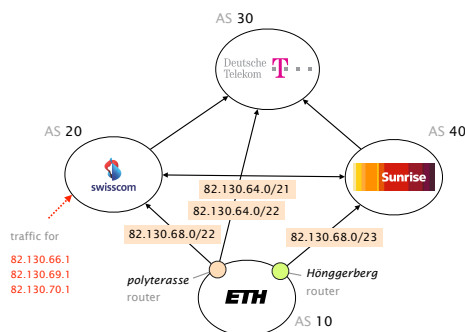 AS 30
Deutsche
Telekom
T
AS 20
AS 40
swisscom
Sunrise
82.130.64.0/21
82.130.64.0/22
82.130.68.0/22
82.130.68.0/23
traffic for
82.130.66.1
82.130.69.1
82.130.70.1
polyterasse
router
Hönggerberg
router
ETH
AS 10